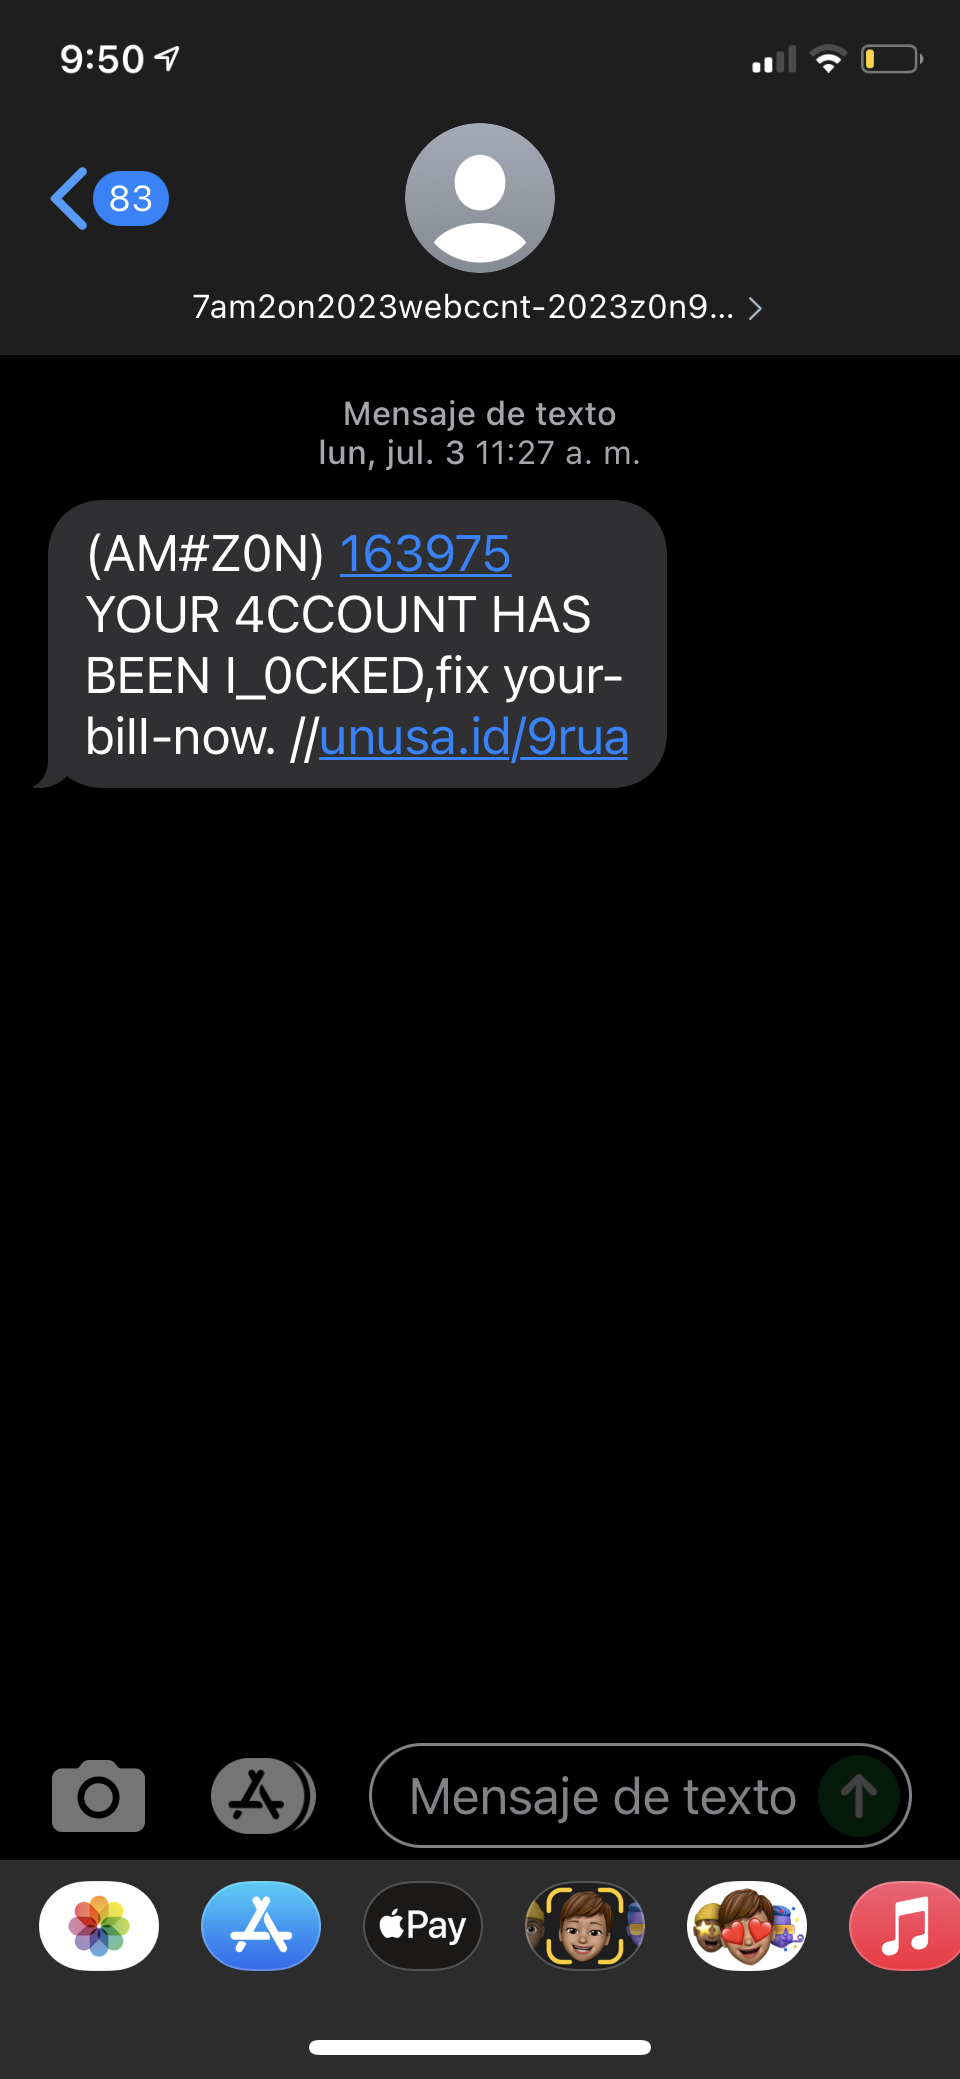 9:50
83
7am2on2023webccnt-2023z0n9...
Mensaje de texto
lun, jul. 3 11:27 a. m.
(AM#Z0N) 163975
YOUR 4CCOUNT HAS
BEEN l_0CKED,fix your-
bill-now. //unusa.id/9rua
Mensaje de texto
Pay